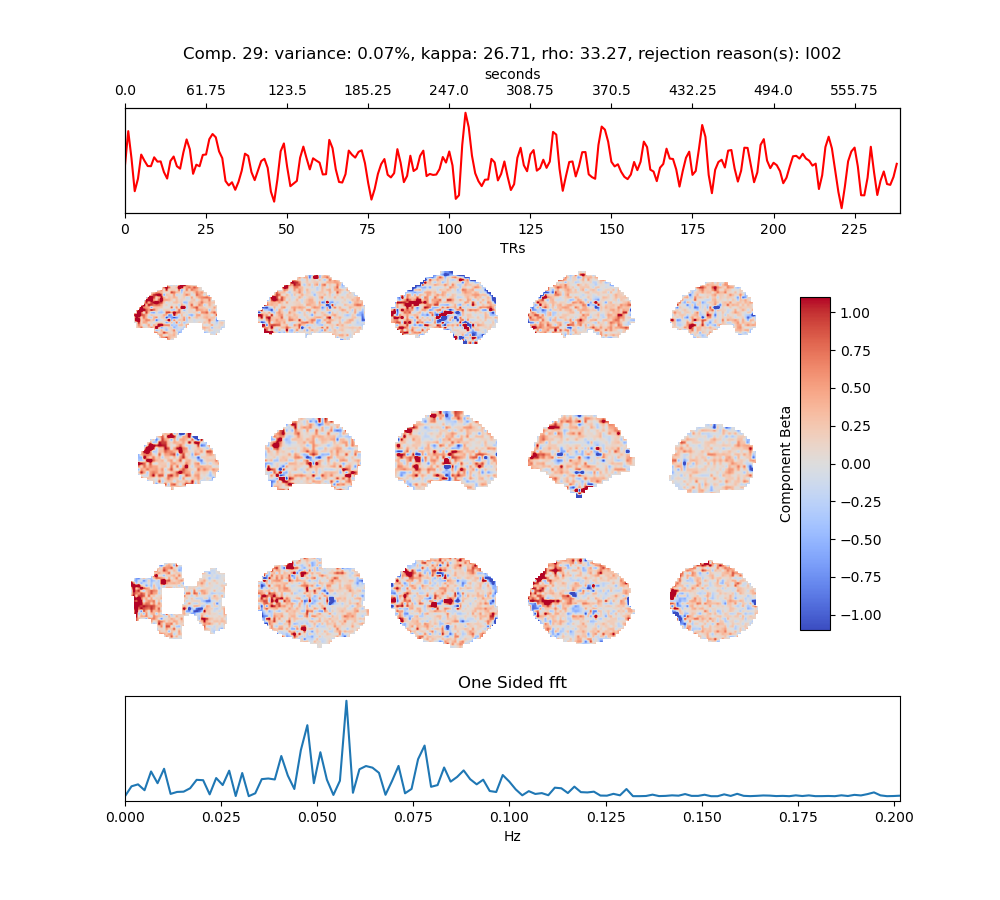 Comp. 29: variance: 0.07%, kappa: 26.71, rho: 33.27, rejection reason(s): I002
seconds
0.0 61.75 123.5 185.25 247.0 308.75 370.5 432.25 494.0 555.75
0 25 50 75 100 125 150 175 200 225
TRs
1.00
0.75
0.50
0.25
0.00
−0.25
−0.50
−0.75
−1.00
Component Beta
One Sided fft
0.000 0.025 0.050 0.075 0.100 0.125 0.150 0.175 0.200
Hz